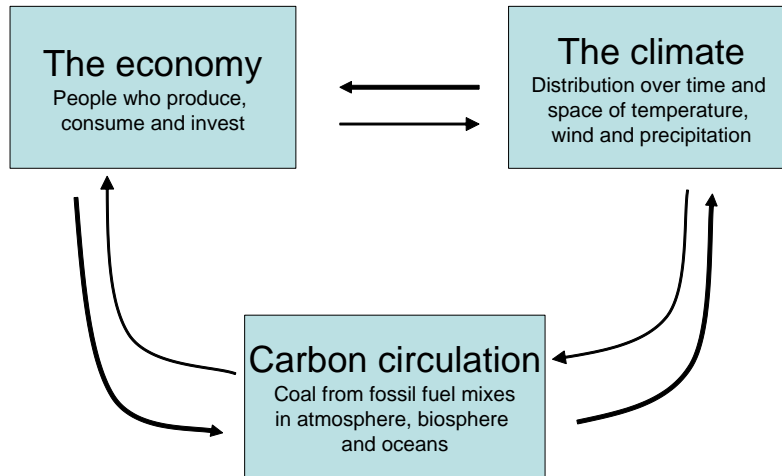 The economy
People who produce,
consume and invest
The climate
Distribution over time and
space of temperature,
wind and precipitation
Carbon circulation
Coal from fossil fuel mixes
in atmosphere, biosphere
and oceans